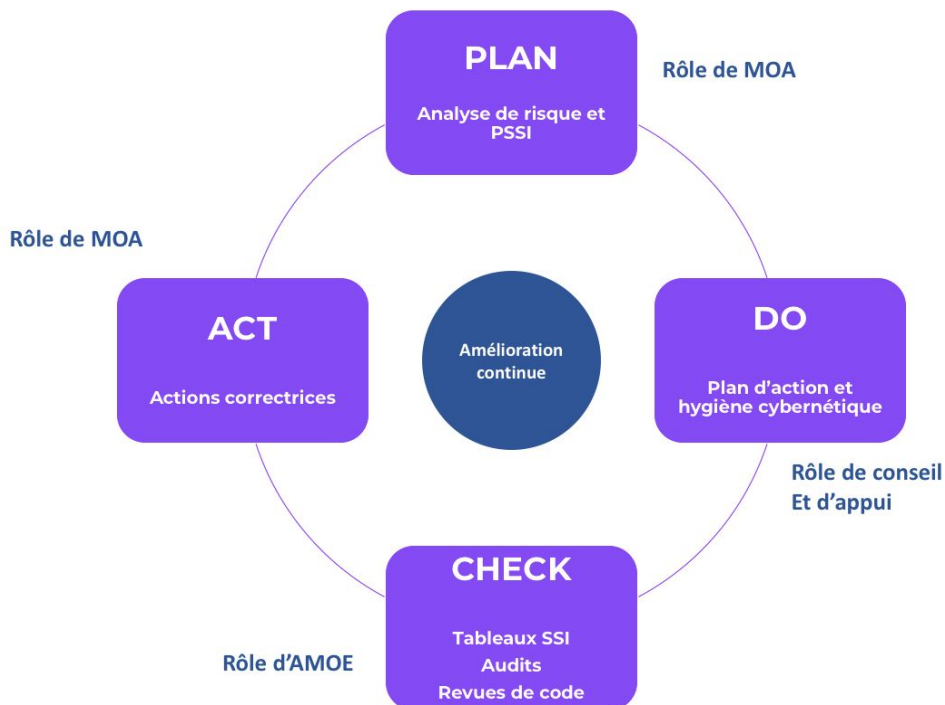 PLAN
Analyse de risque et
PSSI
Rôle de MOA
Rôle de MOA
ACT
Actions correctrices
Amélioration
continue
DO
Plan d’action et
hygiène cybernétique
Rôle de conseil
Et d’appui
CHECK
Tableaux SSI
Audits
Revues de code
Rôle d’AMOE